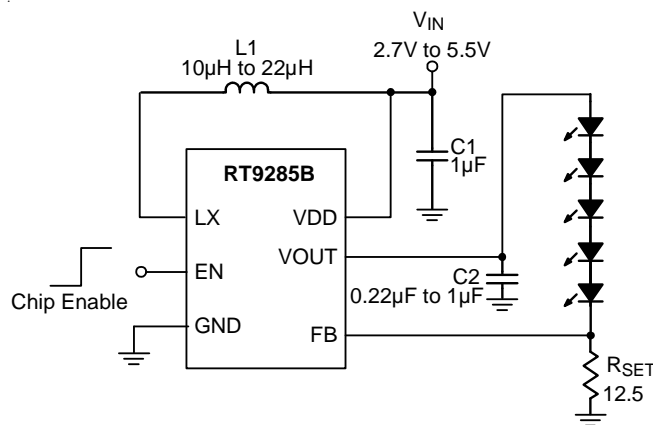 VIN
2.7V to 5.5V
L1
10µH to 22µH
C1
1µF
RT9285B
LX
VDD
VOUT
EN
Chip Enable
C2
0.22µF to 1µF
GND
FB
RSET
12.5